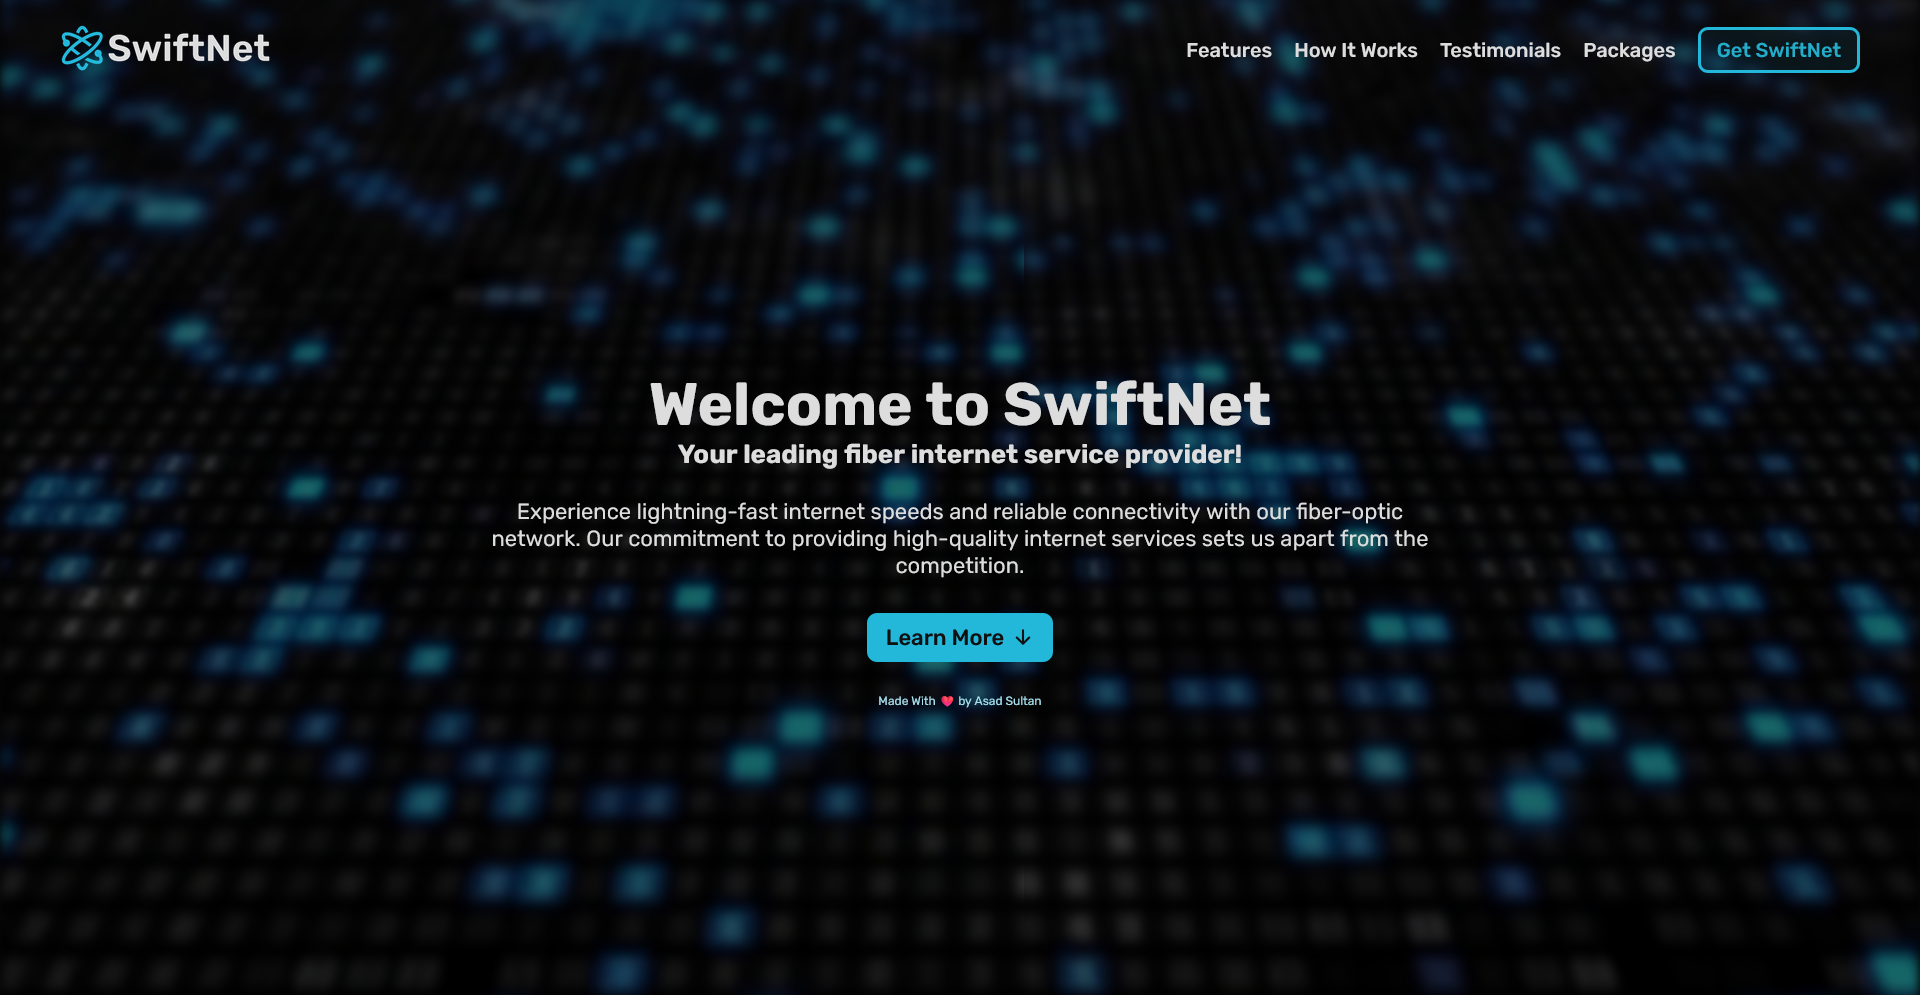 SwiftNet
Features
How It Works
Testimonials
Packages
Get SwiftNet
Welcome to SwiftNet
Your leading fiber internet service provider!
Experience lightning-fast internet speeds and reliable connectivity with our fiber-optic
network. Our commitment to providing high-quality internet services sets us apart from the
competition.
Learn More ↓
Made With ❤️ by Asad Sultan